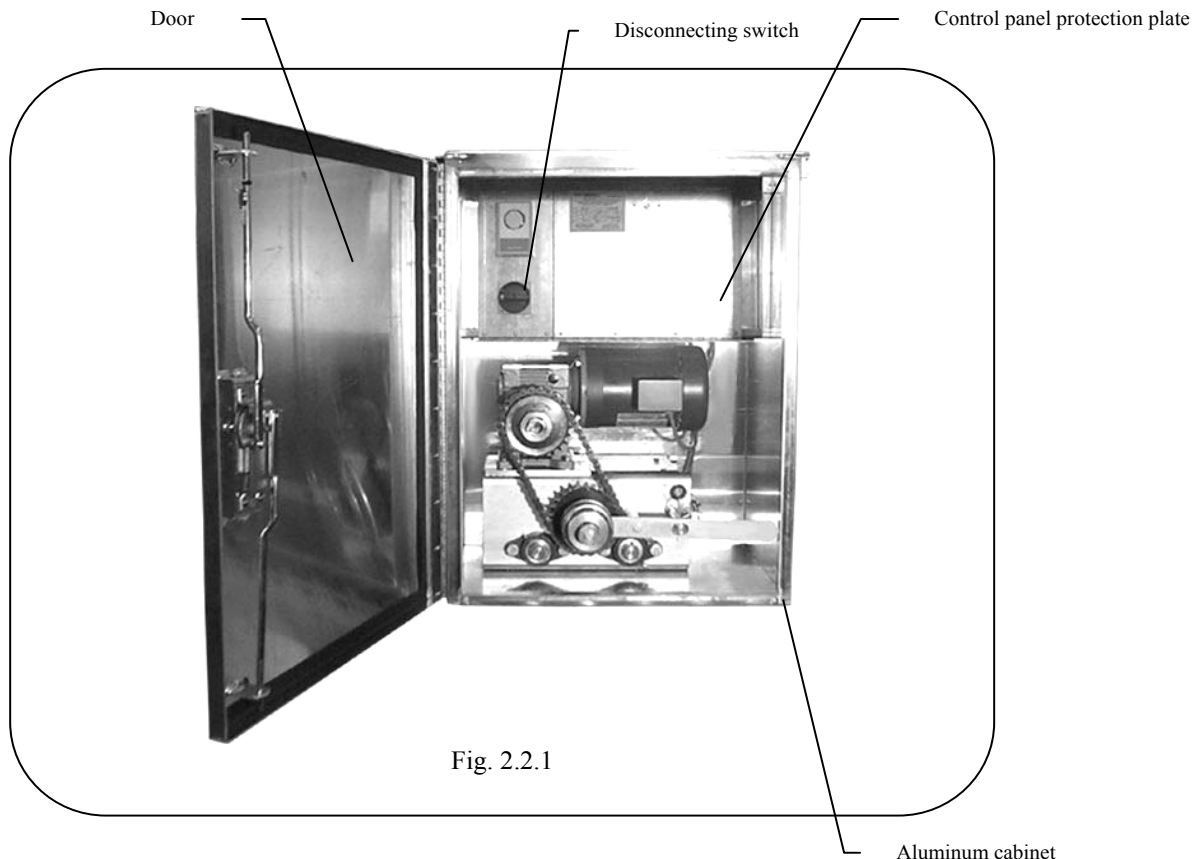 Door
Disconnecting switch
Control panel protection plate
Fig. 2.2.1
Aluminum cabinet